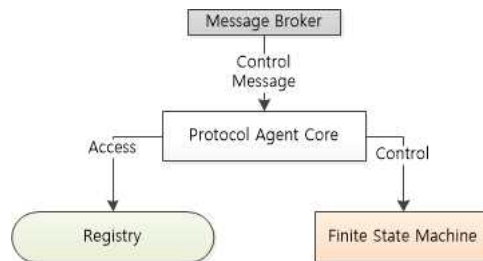 Message Broker
Control
Message
Protocol Agent Core
Access
Control
Registry
Finite State Machine